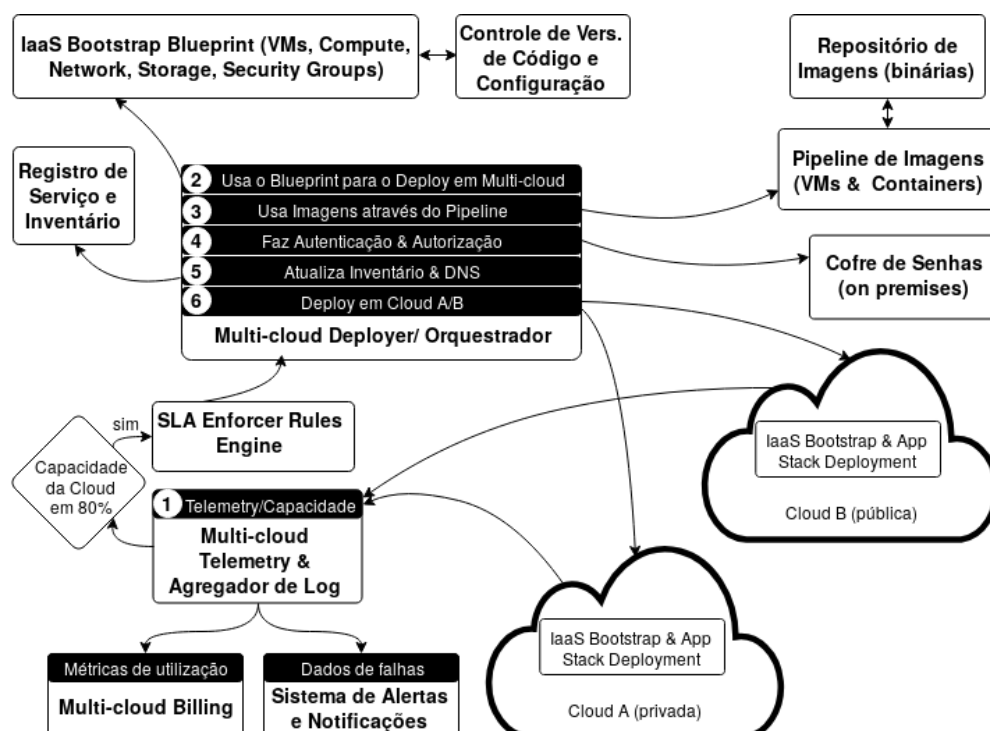 IaaS Bootstrap Blueprint (VMs, Compute,
Network, Storage, Security Groups)
Controle de Vers.
de Código e
Configuração
Repositório de
Imagens (binárias)
Registro de
Serviço e
Inventário
2 Usa o Blueprint para o Deploy em Multi-cloud
3 Usa Imagens através do Pipeline
4 Faz Autenticação & Autorização
5 Atualiza Inventário & DNS
6 Deploy em Cloud A/B
Multi-cloud Deployer/ Orquestrador
Pipeline de Imagens
(VMs & Containers)
Cofre de Senhas
(on premises)
sim
SLA Enforcer Rules
Engine
Capacidade
da Cloud
em 80%
1 Telemetry/Capacidade
Multi-cloud
Telemetry &
Agregador de Log
IaaS Bootstrap & App
Stack Deployment
Cloud B (pública)
IaaS Bootstrap & App
Stack Deployment
Cloud A (privada)
Métricas de utilização
Multi-cloud Billing
Dados de falhas
Sistema de Alertas
e Notificações